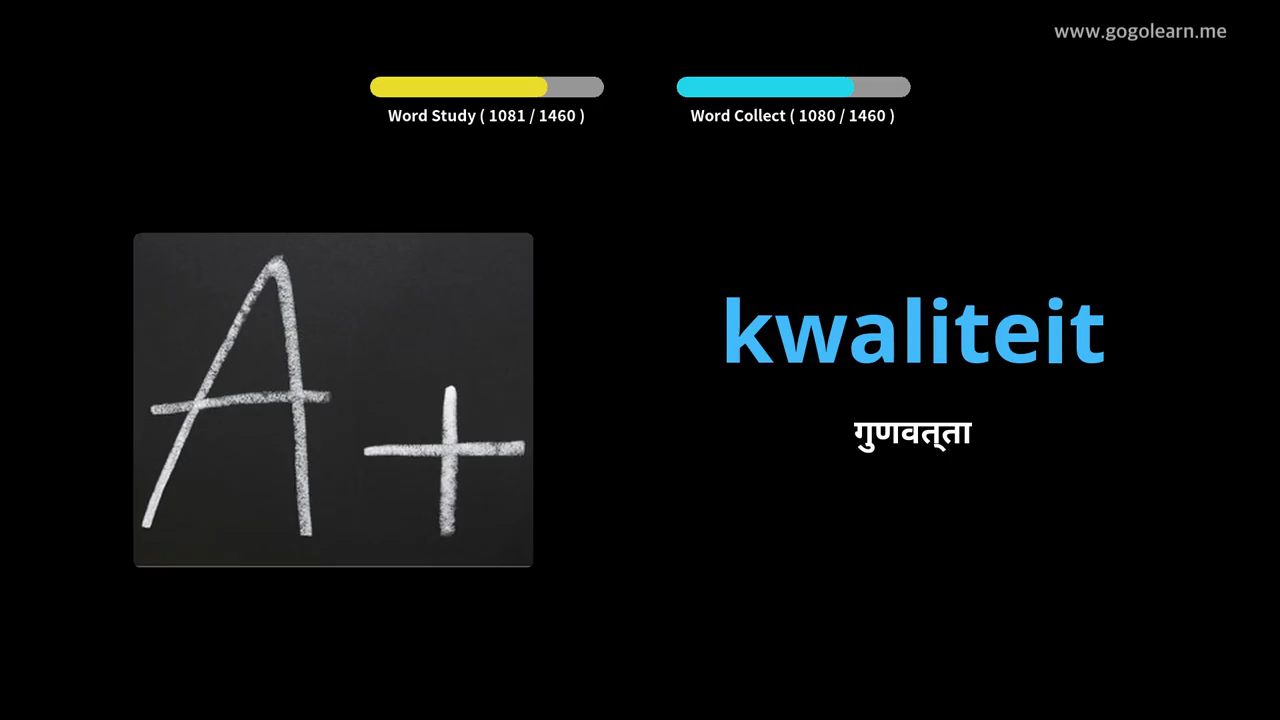 www.gogolearn.me
Word Study ( 1081 / 1460 )
Word Collect ( 1080 / 1460 )
A+
kwaliteit
गुणवत्ता